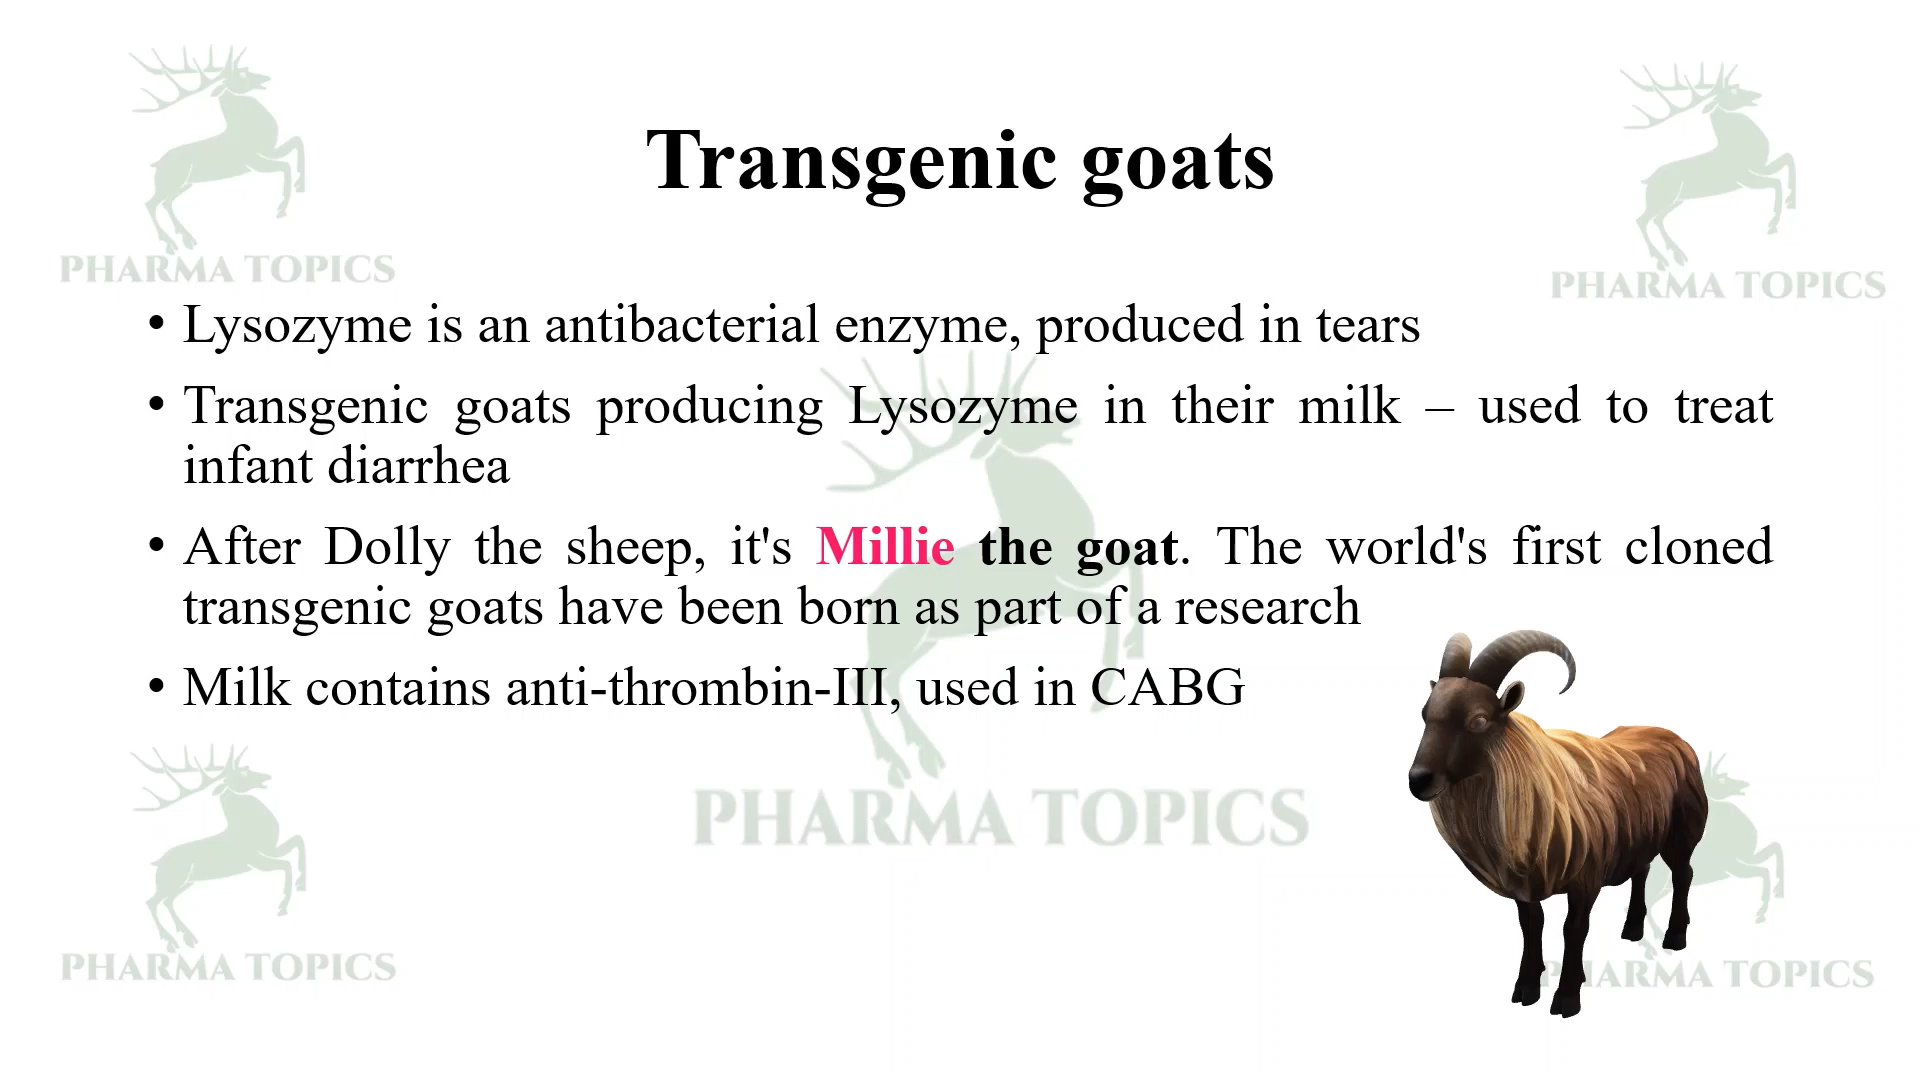 PHARMA TOPICS
PHARMA TOPICS
Transgenic goats
• Lysozyme is an antibacterial enzyme, produced in tears
• Transgenic goats producing Lysozyme in their milk – used to treat
infant diarrhea
• After Dolly the sheep, it's Millie the goat. The world's first cloned
transgenic goats have been born as part of a research
• Milk contains anti-thrombin-III, used in CABG
PHARMA TOPICS
PHARMA TOPICS
PHARMA TOPICS